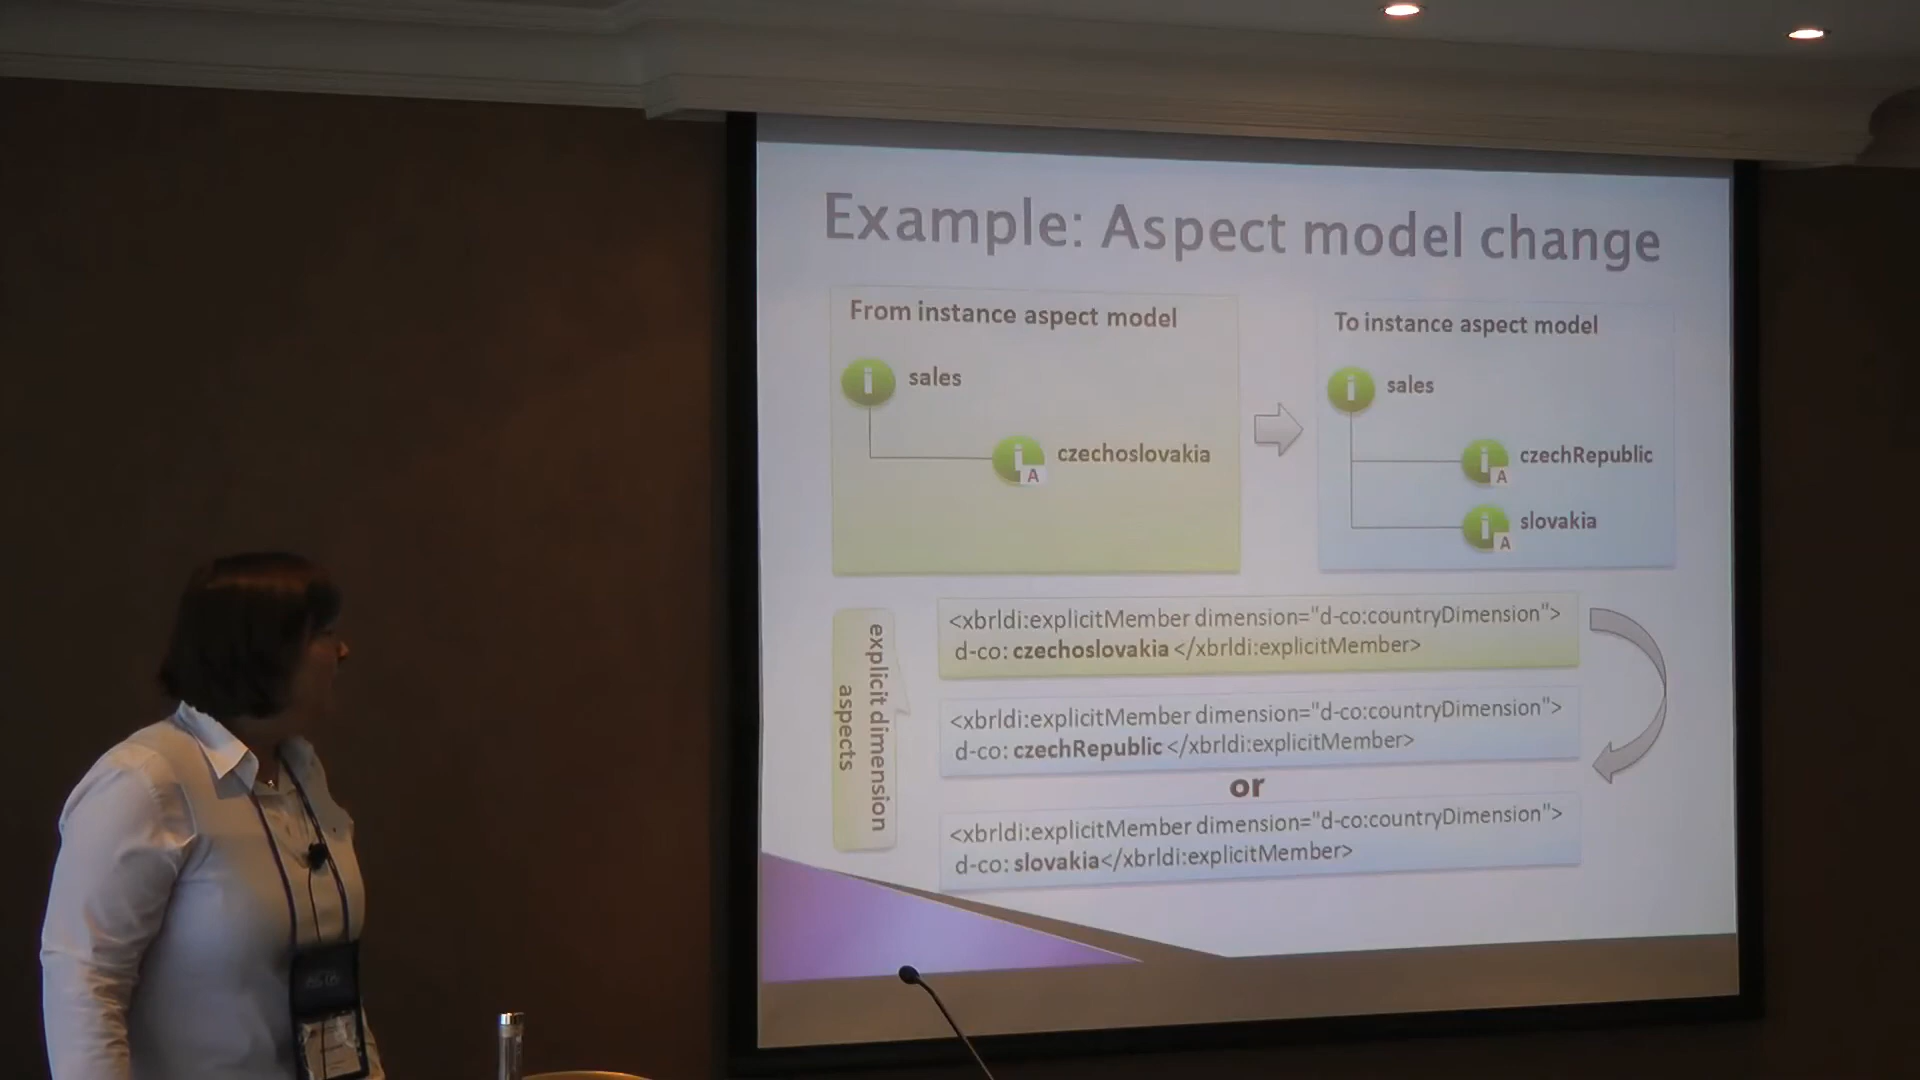 Example: Aspect model change
From instance aspect model
i sales
i A czechoslovakia
To instance aspect model
i sales
i A czechRepublic
i A slovakia
explicit dimension
aspects
<xbrldi:explicitMember dimension="d-co:countryDimension">
d-co: czechoslovakia </xbrldi:explicitMember>
<xbrldi:explicitMember dimension="d-co:countryDimension">
d-co: czechRepublic </xbrldi:explicitMember>
or
<xbrldi:explicitMember dimension="d-co:countryDimension">
d-co: slovakia</xbrldi:explicitMember>